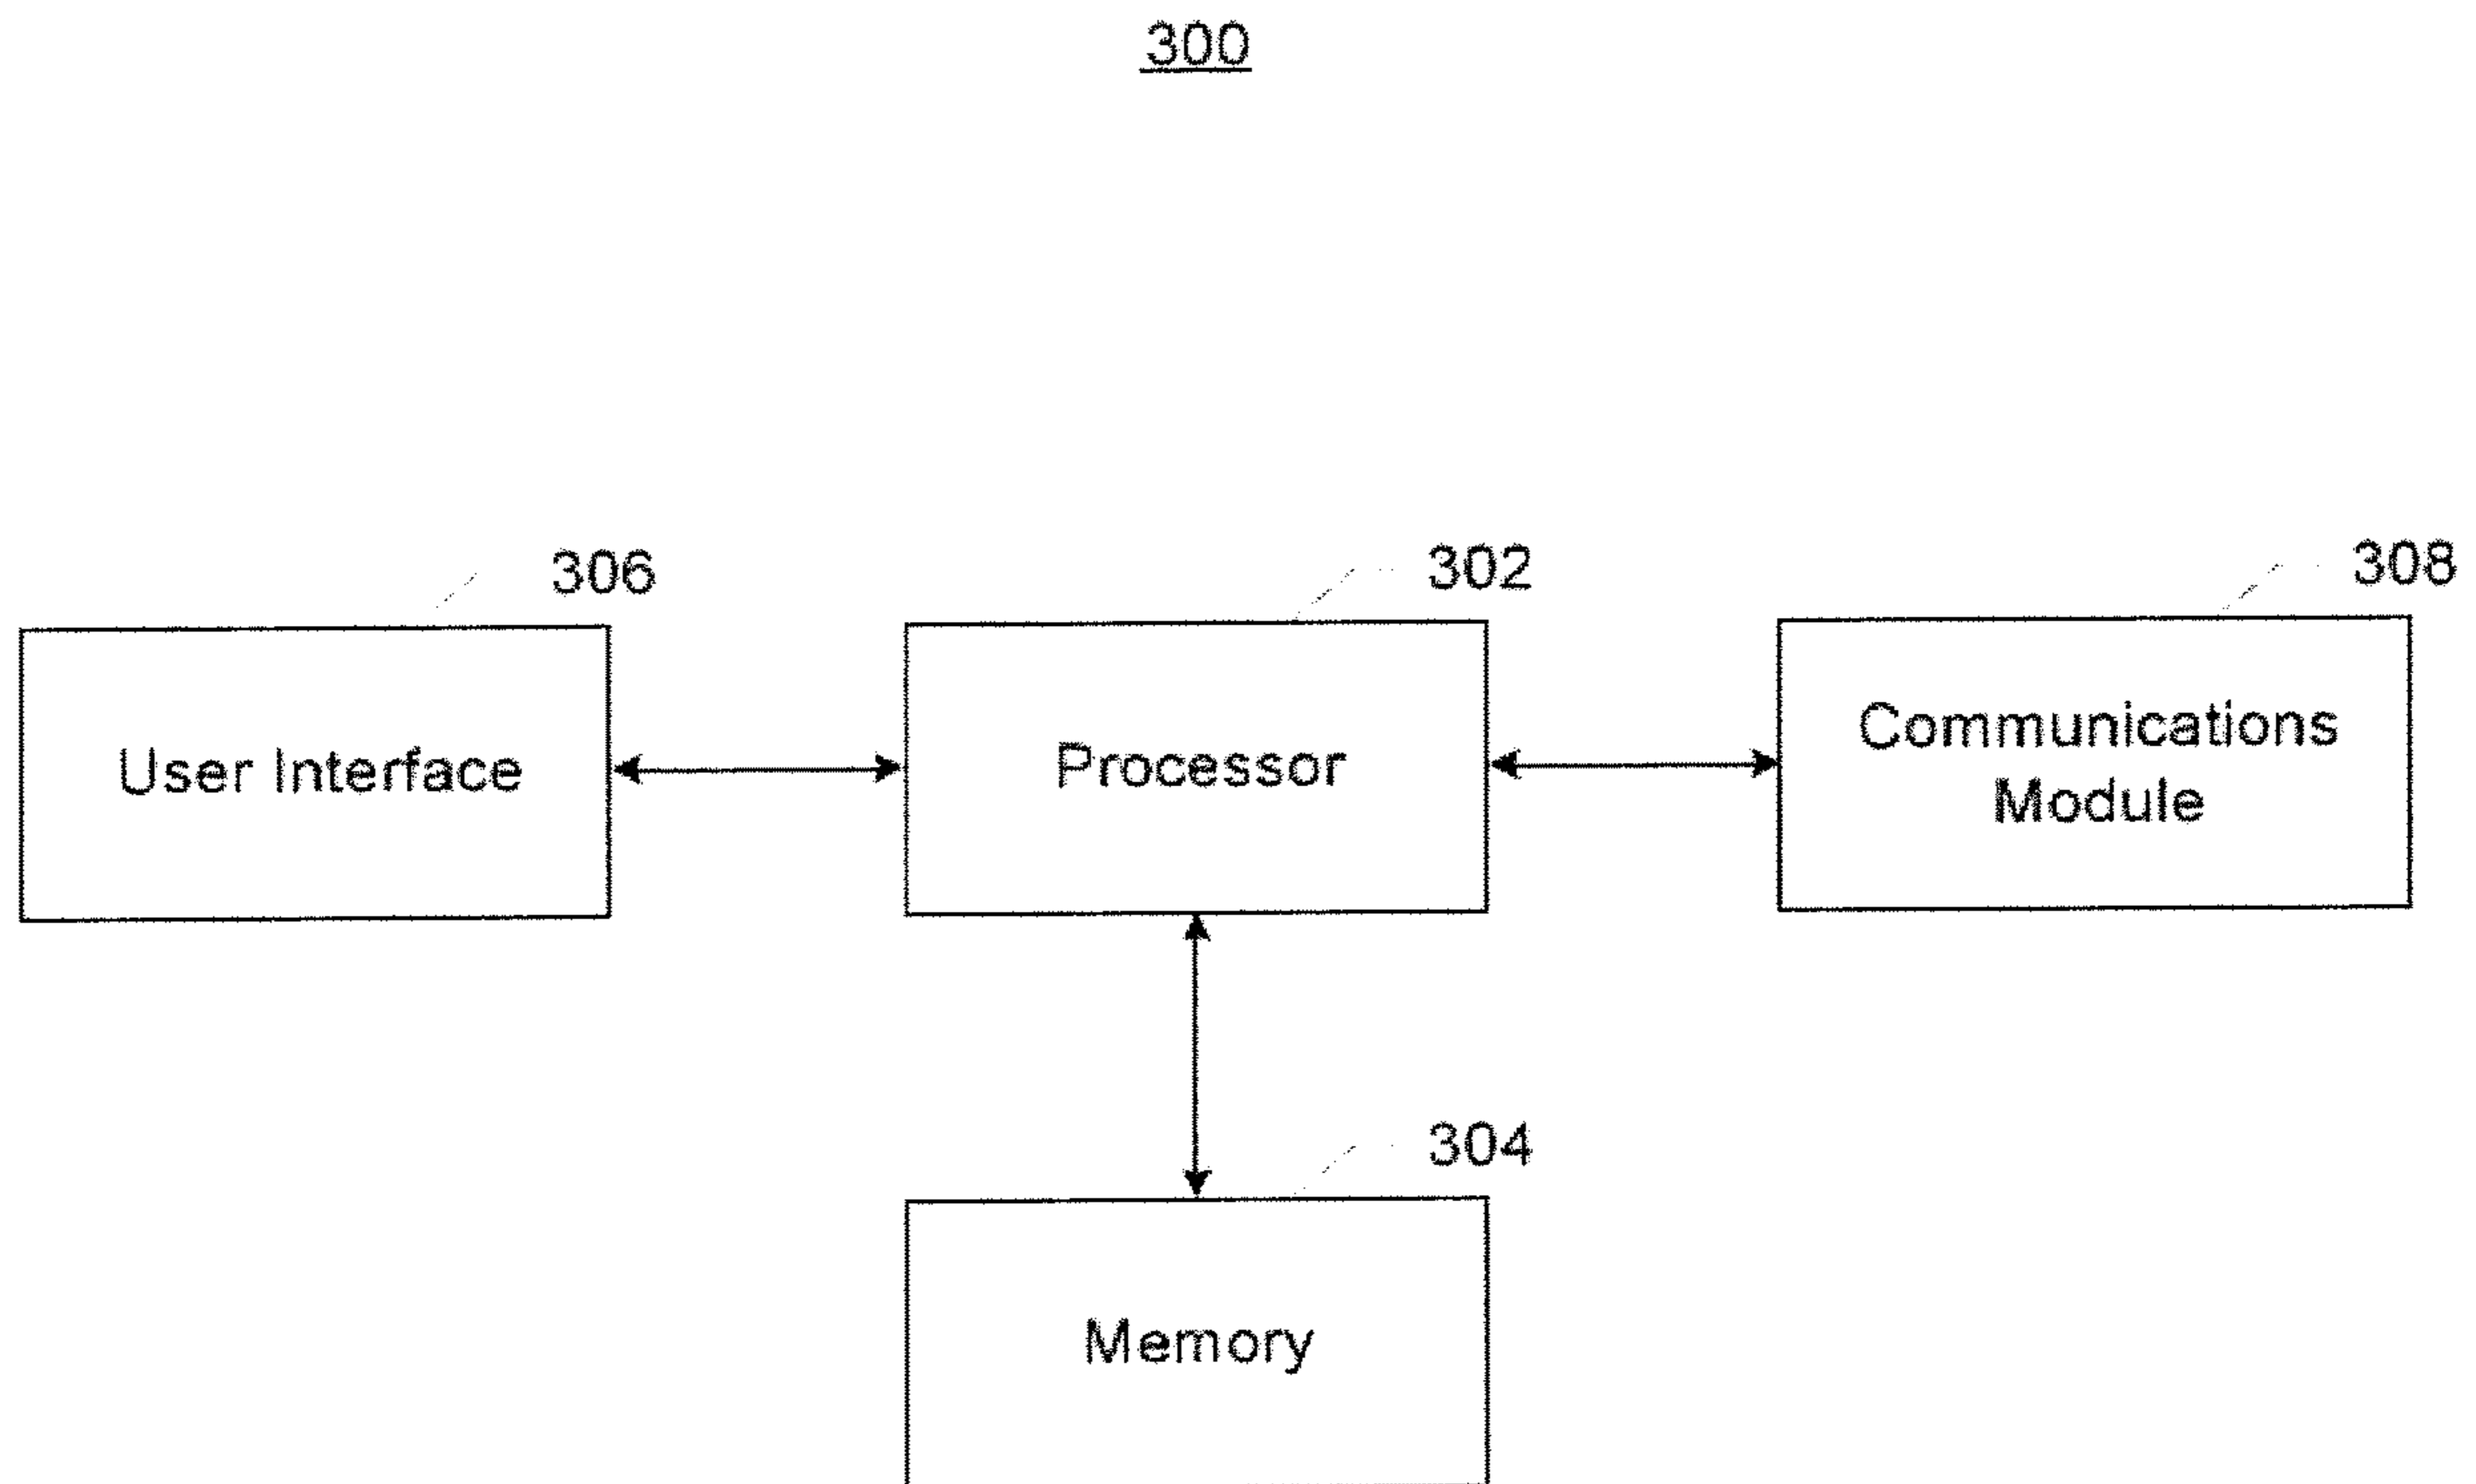 300
306
302
308
User Interface
Processor
Communications
Module
304
Memory